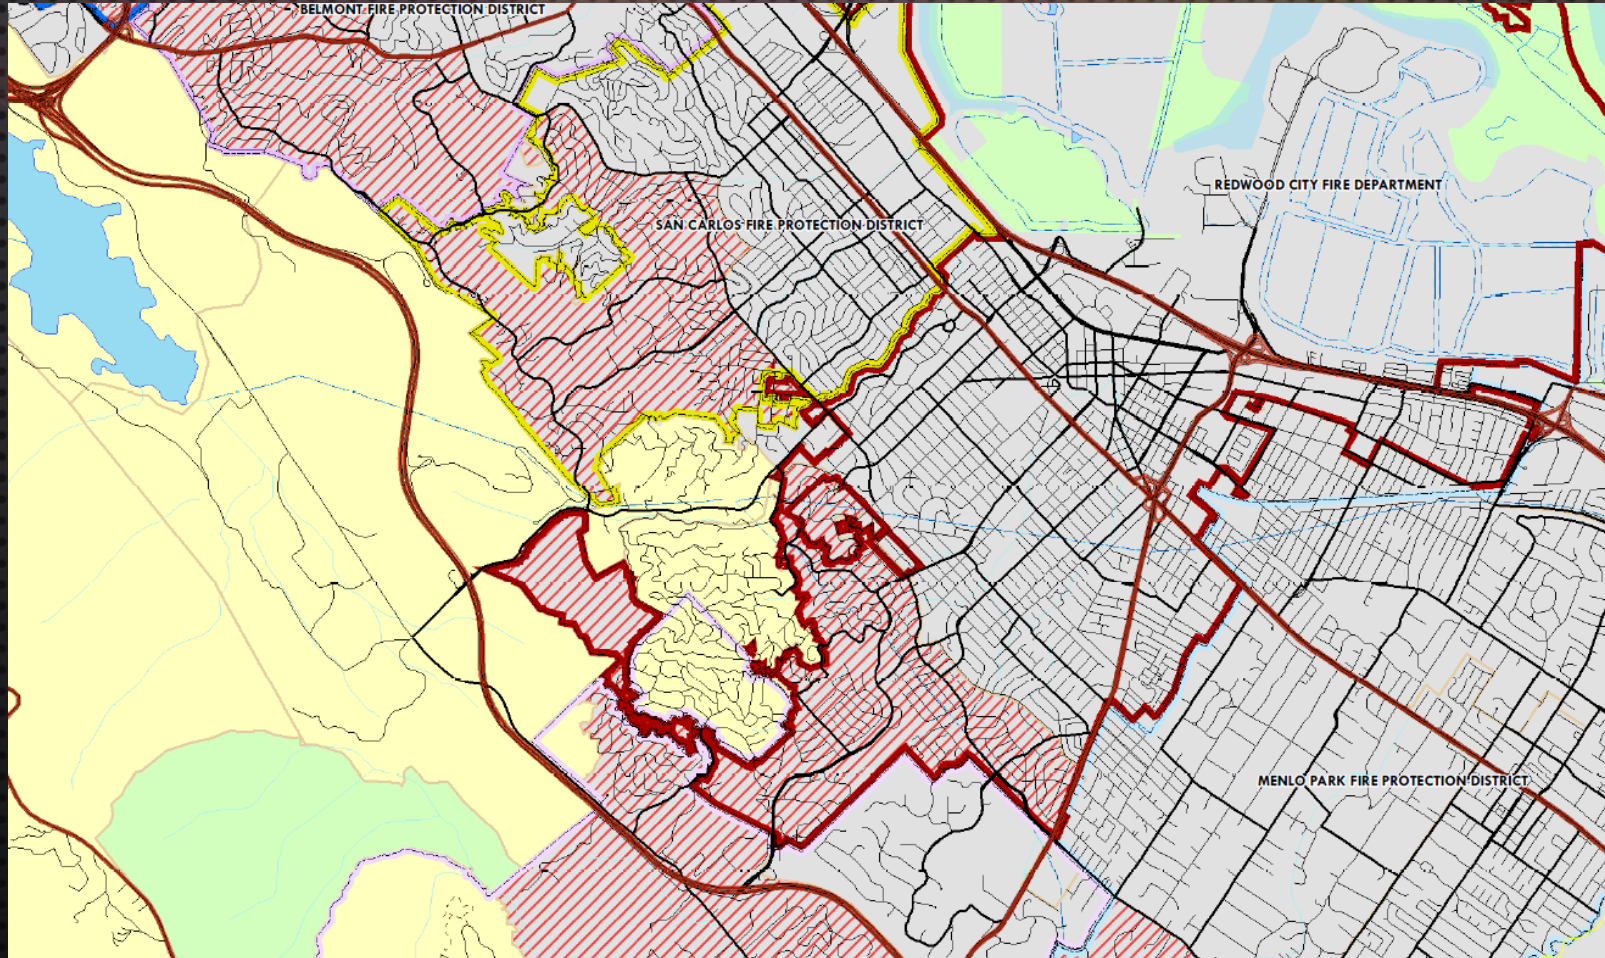 BELMONT FIRE PROTECTION DISTRICT
REDWOOD CITY FIRE DEPARTMENT
SAN CARLOS FIRE PROTECTION DISTRICT
MENLO PARK FIRE PROTECTION DISTRICT